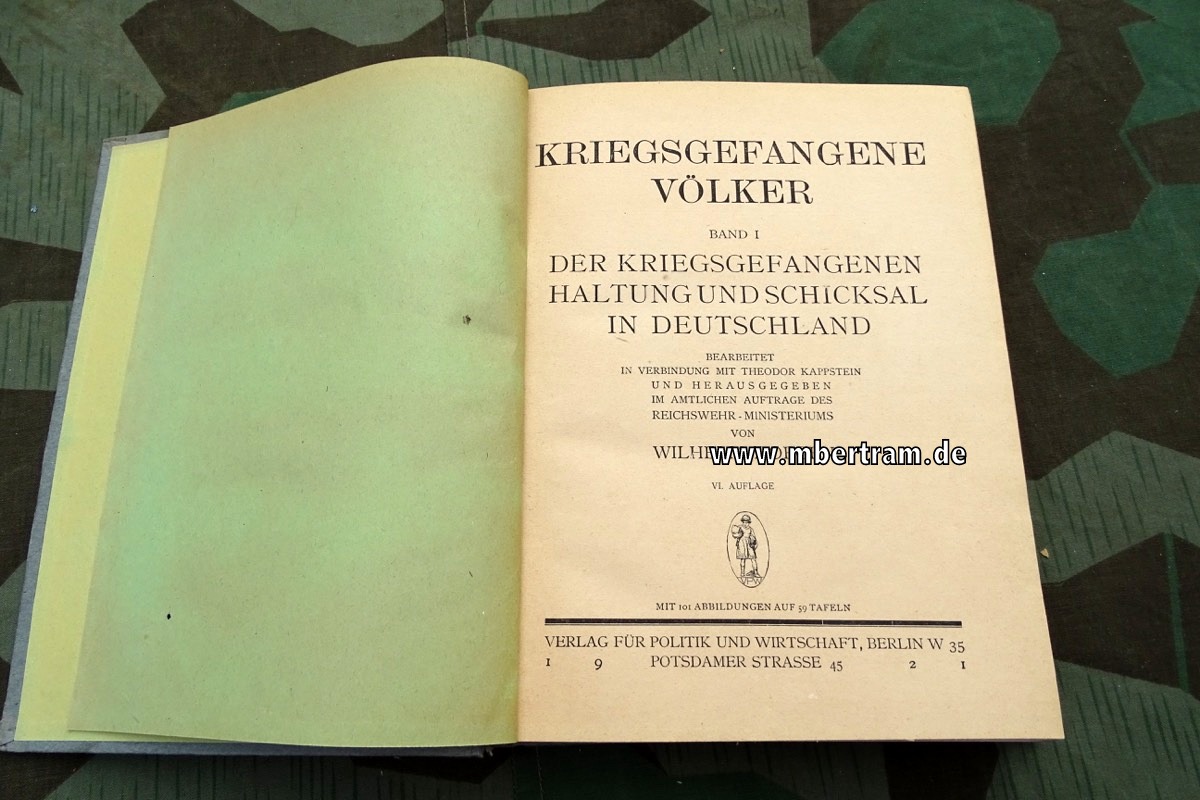 KRIEGSGEFANGENE
VÖLKER
BAND I
DER KRIEGSGEFANGENEN
HALTUNG UND SCHICKSAL
IN DEUTSCHLAND
BEARBEITET
IN VERBINDUNG MIT THEODOR KAPPSTEIN
UND HERAUSGEGEBEN
IM AMTLICHEN AUFTRAGE DES
REICHSWEHR-MINISTERIUMS
VON
www.mbertram.de
VI. AUFLAGE
VPW
MIT 101 ABBILDUNGEN AUF 59 TAFELN
VERLAG FÜR POLITIK UND WIRTSCHAFT, BERLIN W 35
1 9 POTSDAMER STRASSE 45 2 1